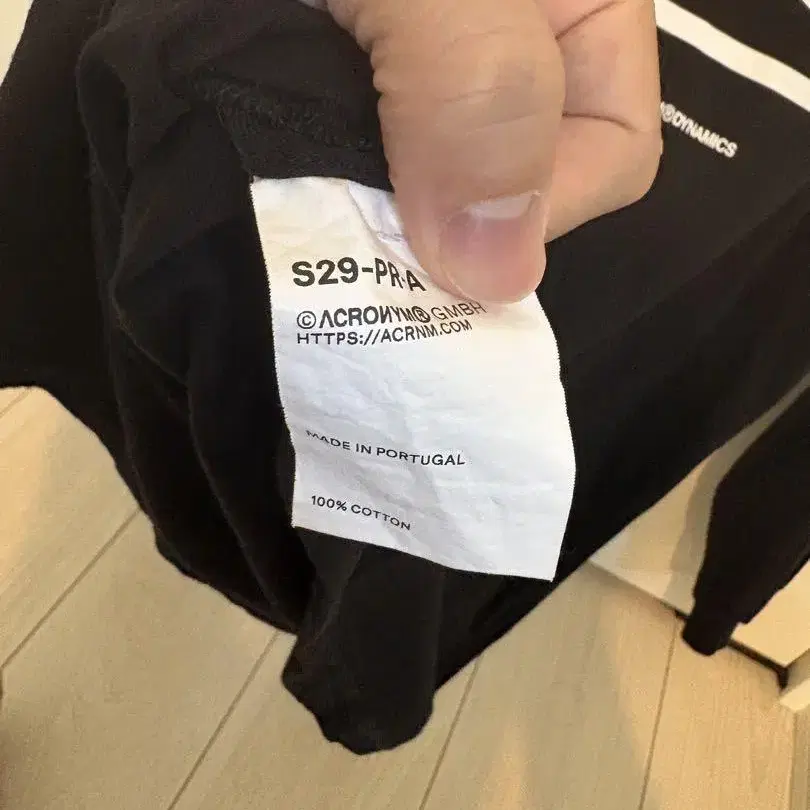 ®DYNAMICS
S29-PR-A
©ACRONYM® GMBH
HTTPS://ACRNM.COM
MADE IN PORTUGAL
100% COTTON